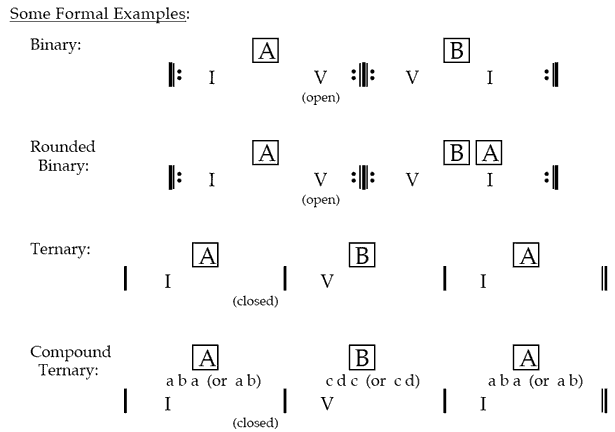 Some Formal Examples:
Binary: A B
I V V I
(open)
Rounded A B A
Binary: I V V I
(open)
Ternary: A B A
I V I
(closed)
Compound A B A
Ternary: a b a (or a b) c d c (or c d) a b a (or a b)
I V I
(closed)